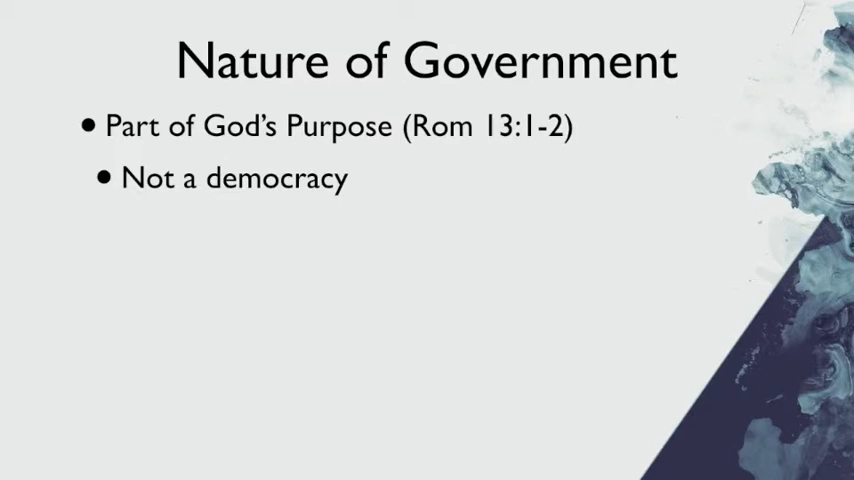 Nature of Government
• Part of God's Purpose (Rom 13:1-2)
• Not a democracy